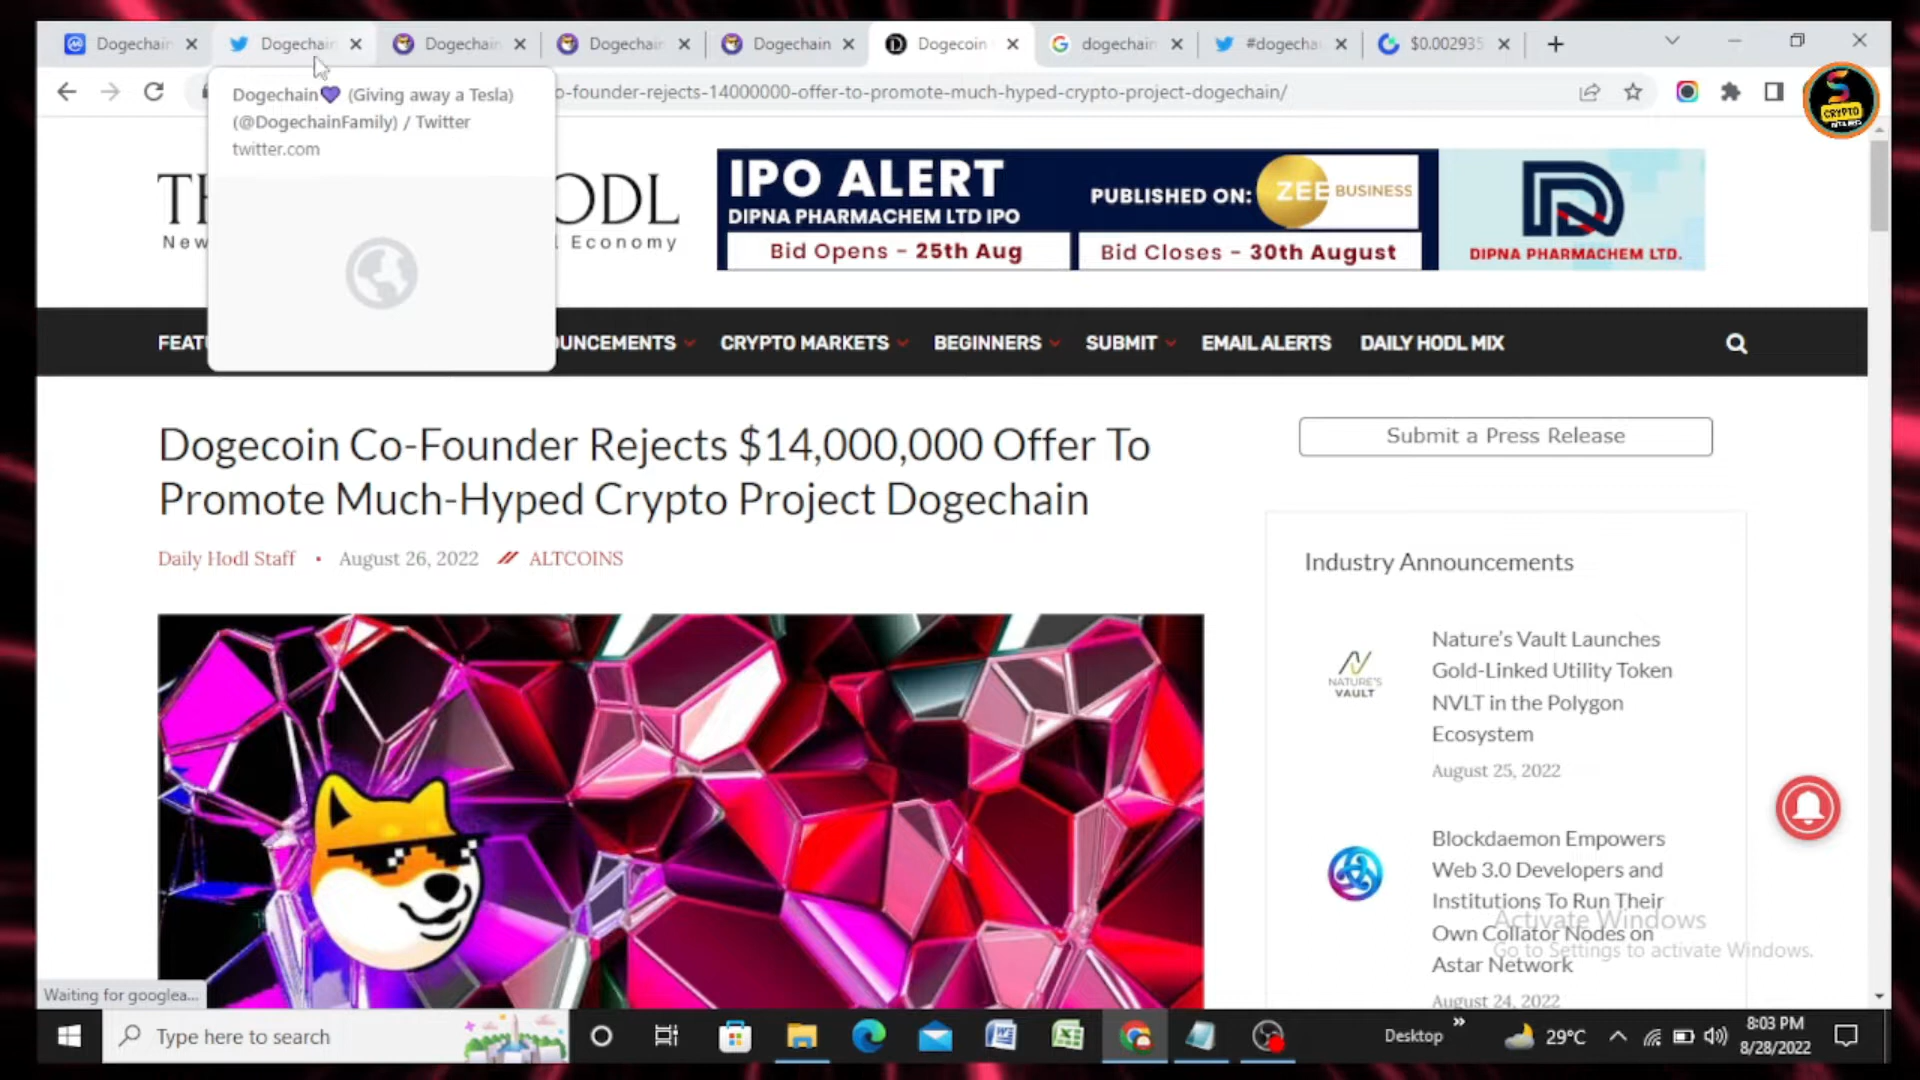 Dogechain
Dogechain
Dogechain
Dogechain
Dogechain
Dogecoin
dogechain
#dogecha
$0.002935
o-founder-rejects-14000000-offer-to-promote-much-hyped-crypto-project-dogechain/
CRYPTO
Dogechain💜 (Giving away a Tesla)
(@DogechainFamily) / Twitter
twitter.com
TH ODL
New l Economy
IPO ALERT
DIPNA PHARMACHEM LTD IPO
PUBLISHED ON:
ZEE BUSINESS
Bid Opens - 25th Aug
Bid Closes - 30th August
DIPNA PHARMACHEM LTD.
FEATU UNCEMENTS CRYPTO MARKETS BEGINNERS SUBMIT EMAIL ALERTS DAILY HODL MIX
Dogecoin Co-Founder Rejects $14,000,000 Offer To
Promote Much-Hyped Crypto Project Dogechain
Daily Hodl Staff • August 26, 2022 // ALTCOINS
Submit a Press Release
Industry Announcements
NATURE'S
VAULT
Nature's Vault Launches
Gold-Linked Utility Token
NVLT in the Polygon
Ecosystem
August 25, 2022
Blockdaemon Empowers
Web 3.0 Developers and
Institutions To Run Their
Own Collator Nodes on
Astar Network
August 24, 2022
Activate Windows
Go to Settings to activate Windows.
Waiting for googlea...
Type here to search
Desktop
29°C
8:03 PM
8/28/2022